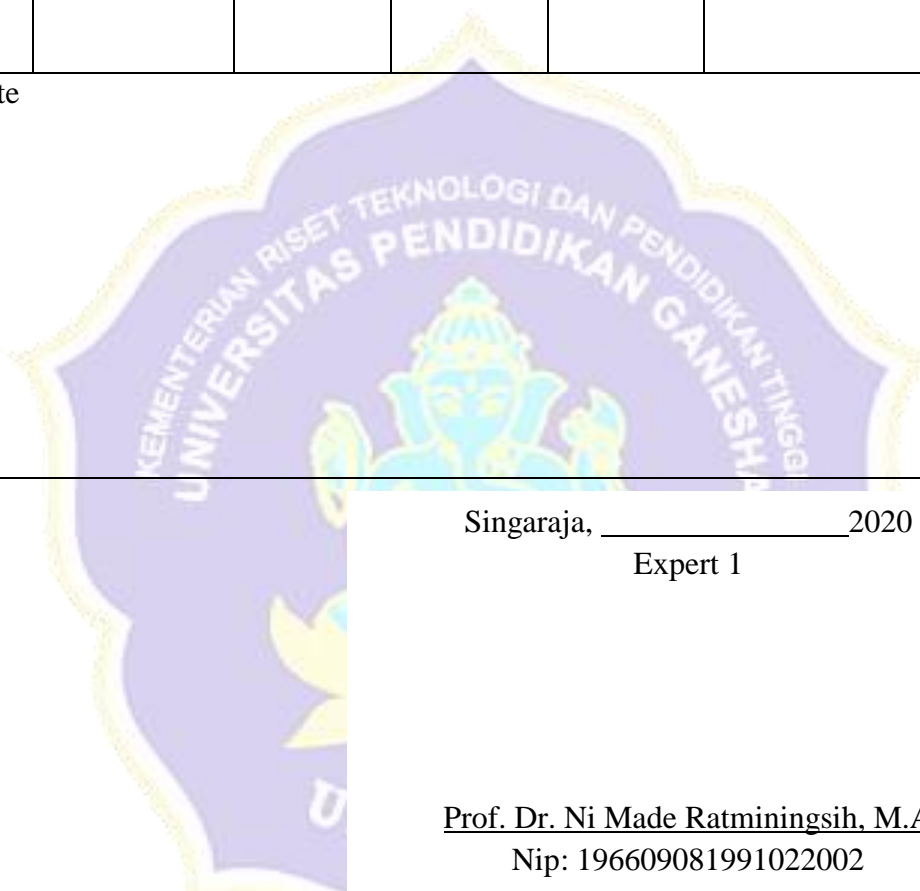 te
KEMENTERIAN RISET TEKNOLOGI DAN PENDIDIKAN TINGGI
UNIVERSITAS PENDIDIKAN GANESHA
Singaraja, ________________2020
Expert 1
Prof. Dr. Ni Made Ratminingsih, M.A
Nip: 196609081991022002